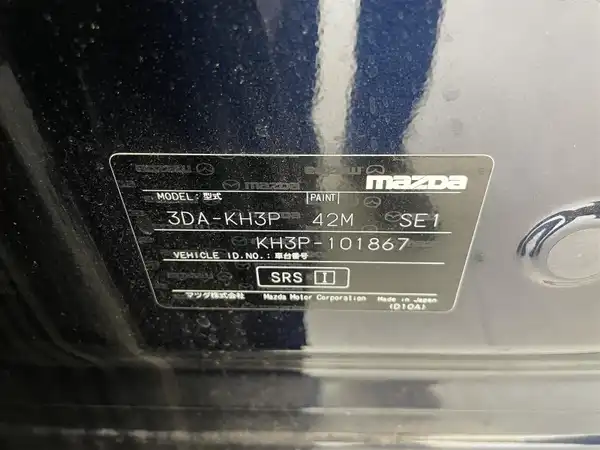 mazDa
MODEL: 型式 PAINT
3DA-KH3P 42M SE1
KH3P-101867
VEHICLE ID.NO.: 車台番号
SRS I
マツダ株式会社 Mazda Motor Corporation Made in Japan
(D10A)